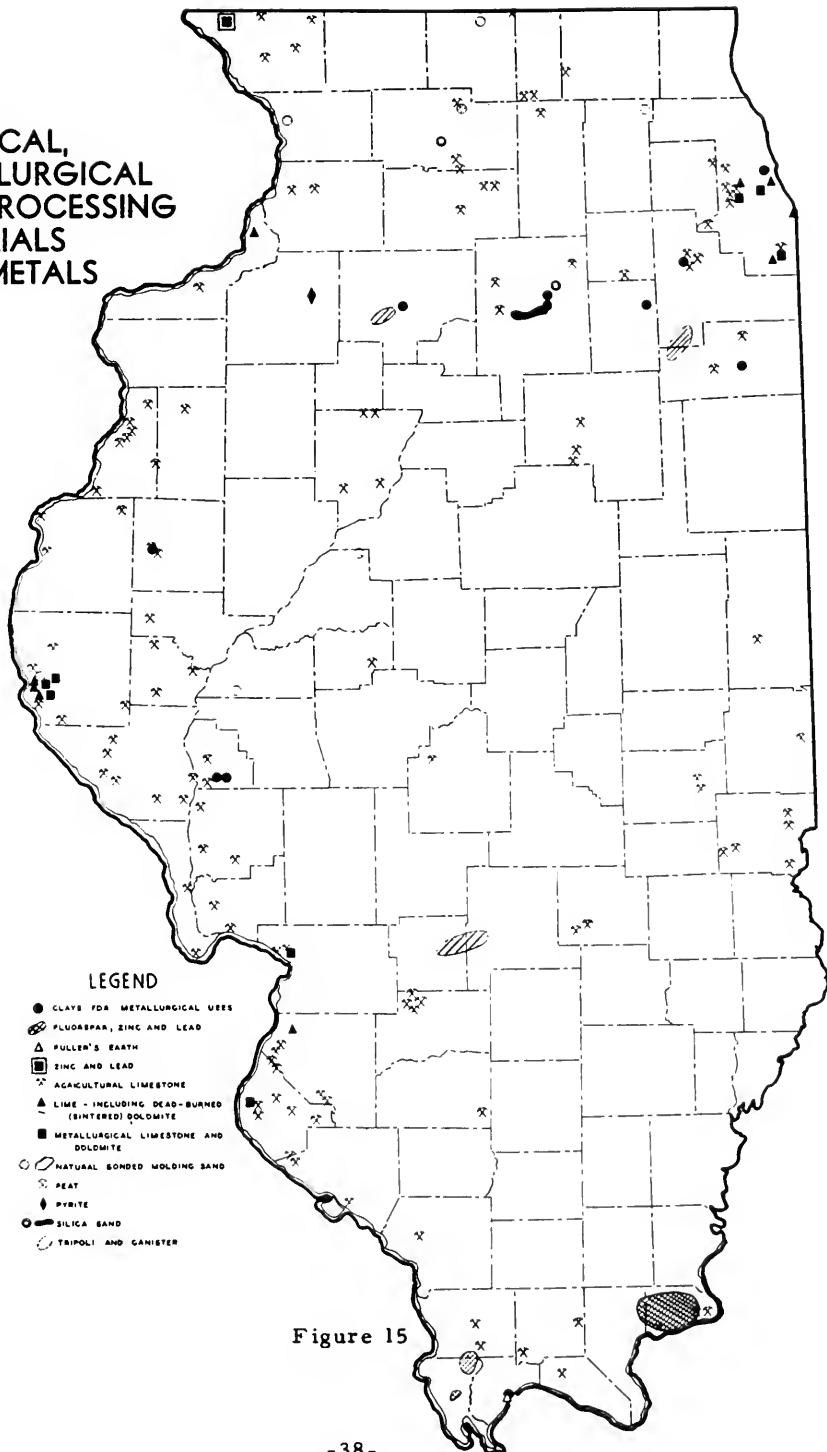 CAL,
LURGICAL
ROCESSING
IALS
METALS
LEGEND
CLAYS FOR METALLURGICAL USES
FLUORSPAR, ZINC AND LEAD
FULLER'S EARTH
ZINC AND LEAD
AGRICULTURAL LIMESTONE
LIME - INCLUDING DEAD-BURNED
(SINTERED) DOLOMITE
METALLURGICAL LIMESTONE AND
DOLOMITE
NATURAL BONDED MOLDING SAND
PEAT
PYRITE
SILICA SAND
TRIPOLI AND GANISTER
Figure 15
-38-